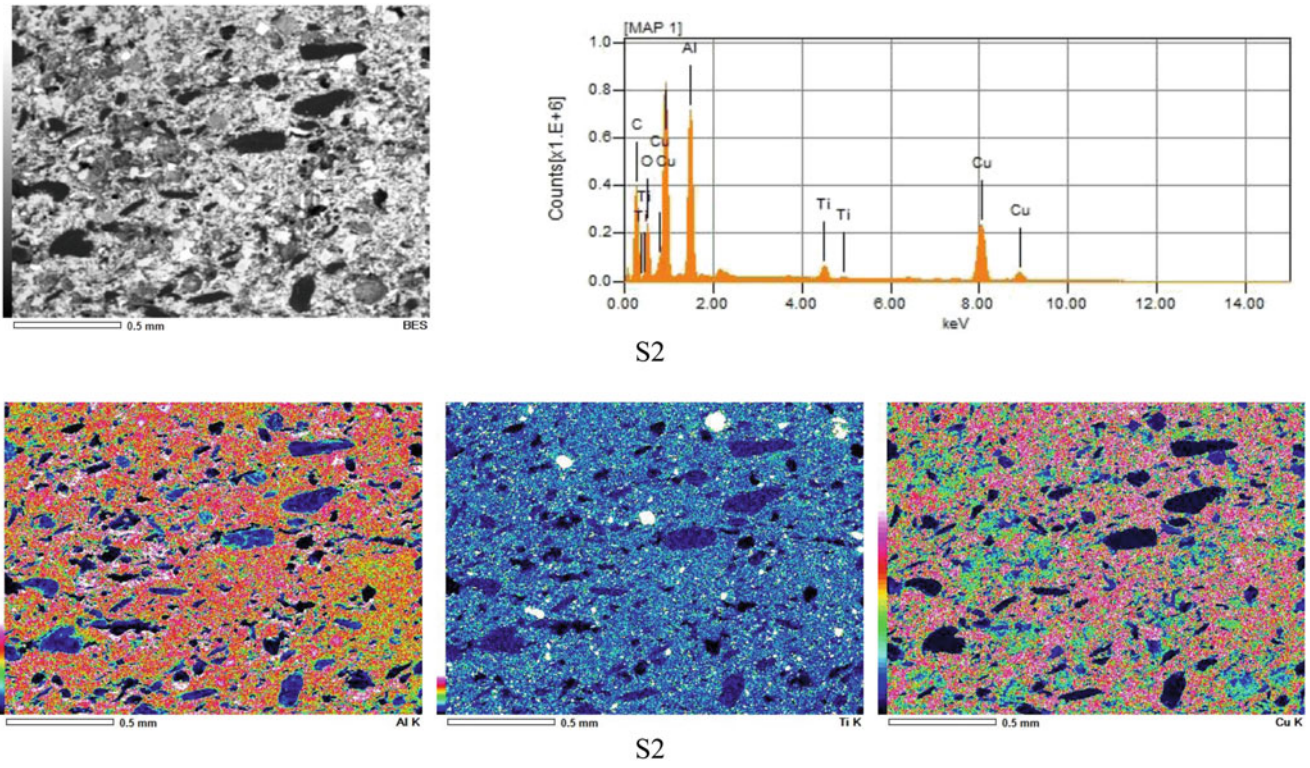 0.5 mm BES
[MAP 1]
Counts[x1.E+6]
1.0
0.8
0.6
0.4
0.2
0.0
C
O
Ti
Ti
Cu
Cu
Al
Ti
Ti
Cu
Cu
0.00 2.00 4.00 6.00 8.00 10.00 12.00 14.00
keV
S2
0.5 mm Al K
0.5 mm Ti K
0.5 mm Cu K
S2